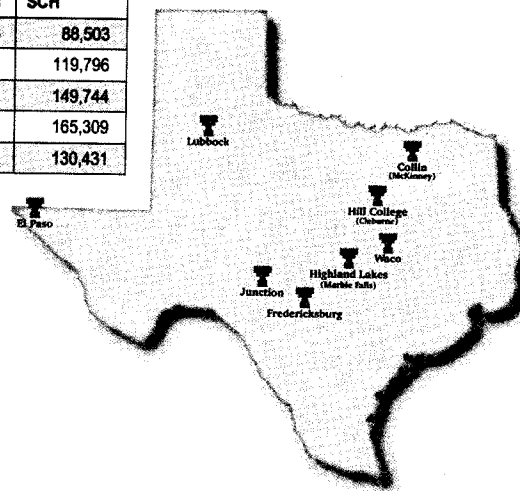 SCH
88,503
119,796
149,744
165,309
130,431
Lubbock
Collin
(McKinney)
Hill College
(Cleburne)
El Paso
Waco
Highland Lakes
(Marble Falls)
Junction
Fredericksburg